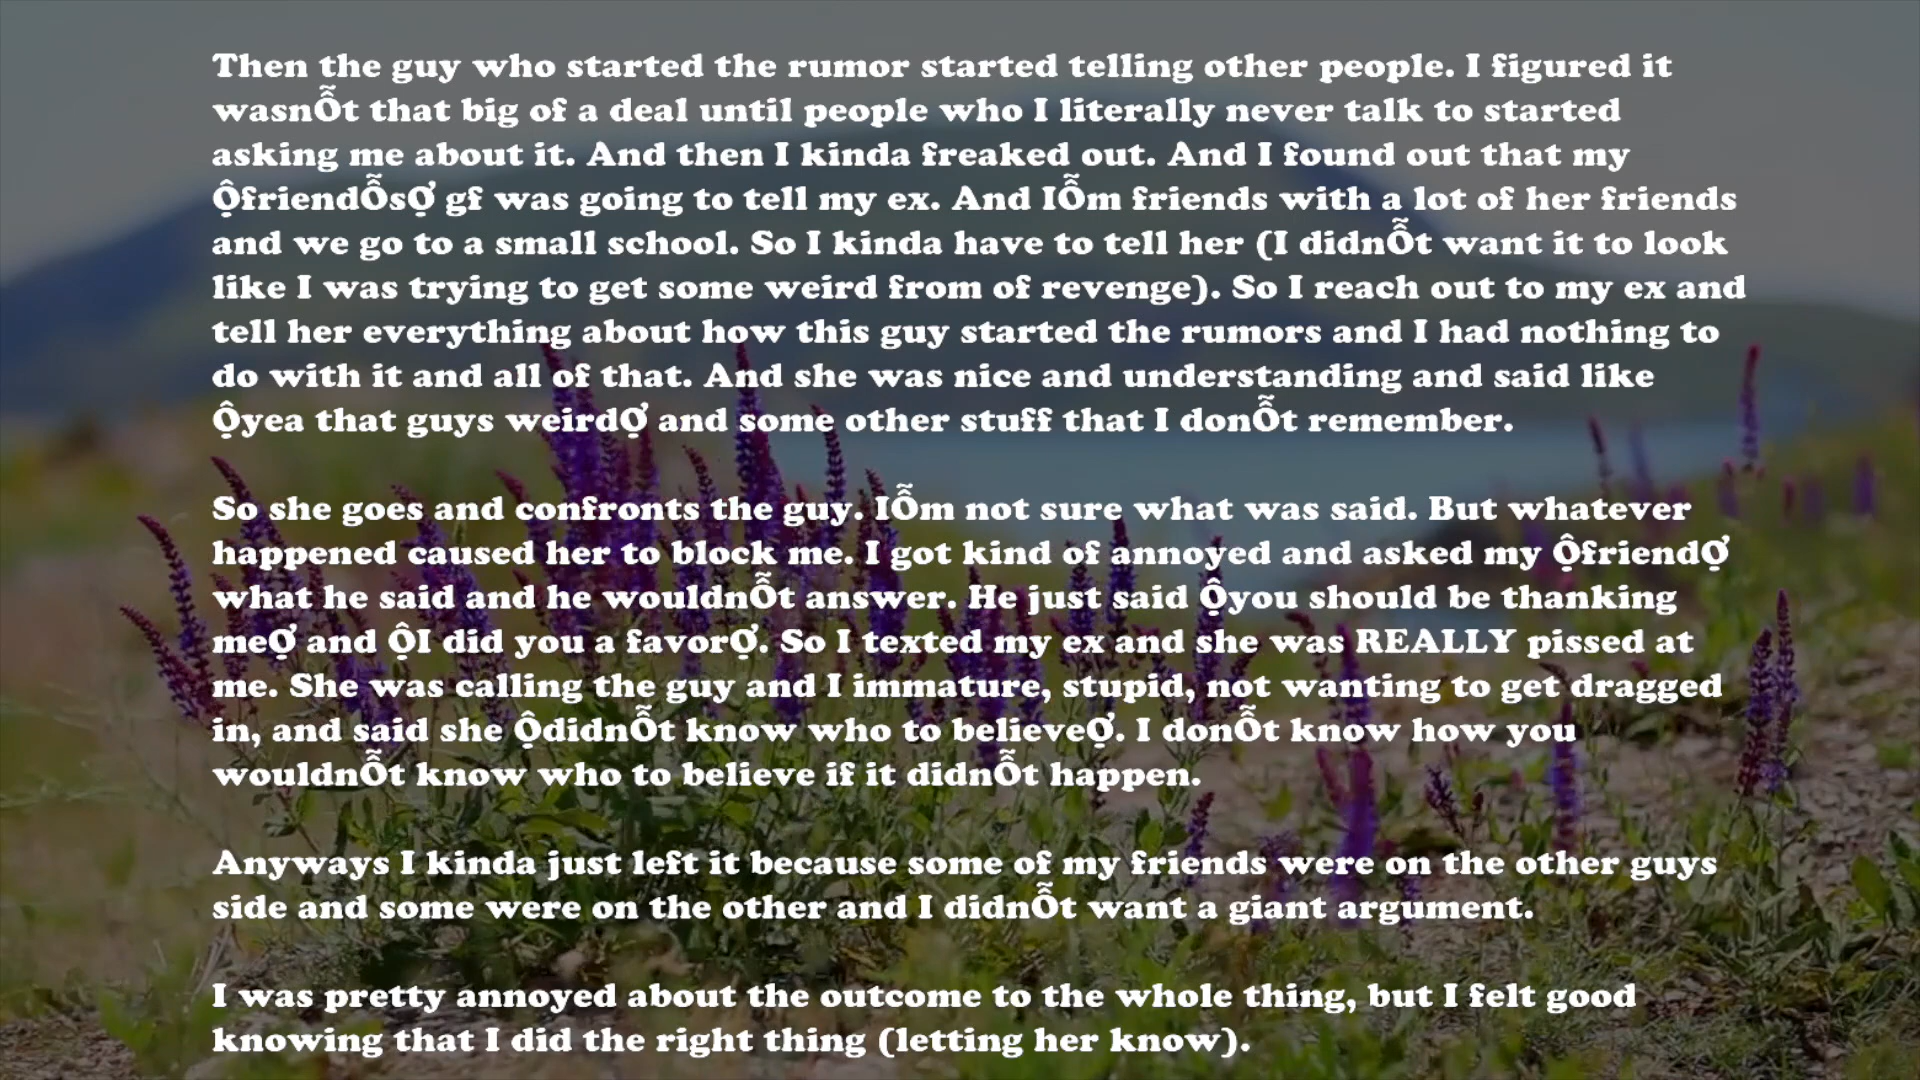 Then the guy who started the rumor started telling other people. I figured it
wasnỖt that big of a deal until people who I literally never talk to started
asking me about it. And then I kinda freaked out. And I found out that my
ỘfriendỖsỢ gf was going to tell my ex. And IỖm friends with a lot of her friends
and we go to a small school. So I kinda have to tell her (I didnỖt want it to look
like I was trying to get some weird from of revenge). So I reach out to my ex and
tell her everything about how this guy started the rumors and I had nothing to
do with it and all of that. And she was nice and understanding and said like
Ộyea that guys weirdỢ and some other stuff that I donỖt remember.
So she goes and confronts the guy. IỖm not sure what was said. But whatever
happened caused her to block me. I got kind of annoyed and asked my ỘfriendỢ
what he said and he wouldnỖt answer. He just said Ộyou should be thanking
meỢ and ỘI did you a favorỢ. So I texted my ex and she was REALLY pissed at
me. She was calling the guy and I immature, stupid, not wanting to get dragged
in, and said she ỘdidnỖt know who to believeỢ. I donỖt know how you
wouldnỖt know who to believe if it didnỖt happen.
Anyways I kinda just left it because some of my friends were on the other guys
side and some were on the other and I didnỖt want a giant argument.
I was pretty annoyed about the outcome to the whole thing, but I felt good
knowing that I did the right thing (letting her know).